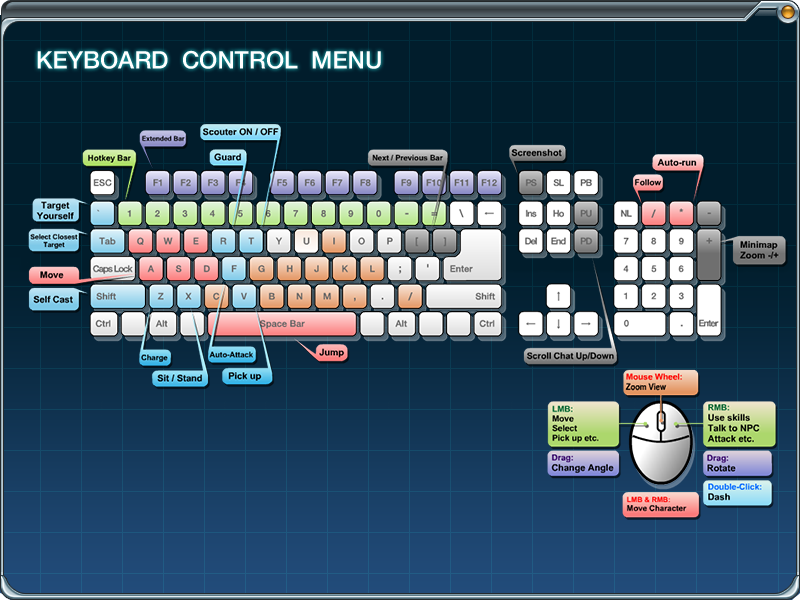 KEYBOARD CONTROL MENU
Extended Bar
Scouter ON / OFF
Hotkey Bar
Guard
Next / Previous Bar
Screenshot
Auto-run
Follow
ESC F1 F2 F3 F4 F5 F6 F7 F8 F9 F10 F11 F12 PS SL PB
Target
Yourself
` 1 2 3 4 5 6 7 8 9 0 - = \ ← Ins Ho PU NL / * -
Select Closest
Target
Tab Q W E R T Y U I O P [ ] Del End PD 7 8 9 +
Minimap
Zoom -/+
Move
Caps Lock A S D F G H J K L ; ' Enter 4 5 6
Self Cast
Shift Z X C V B N M , . / Shift ↑ 1 2 3 Enter
Ctrl Alt Space Bar Alt Ctrl ← ↓ → 0 .
Charge
Auto-Attack
Jump
Scroll Chat Up/Down
Sit / Stand
Pick up
Mouse Wheel:
Zoom View
LMB:
Move
Select
Pick up etc.
Drag:
Change Angle
RMB:
Use skills
Talk to NPC
Attack etc.
Drag:
Rotate
Double-Click:
Dash
LMB & RMB:
Move Character